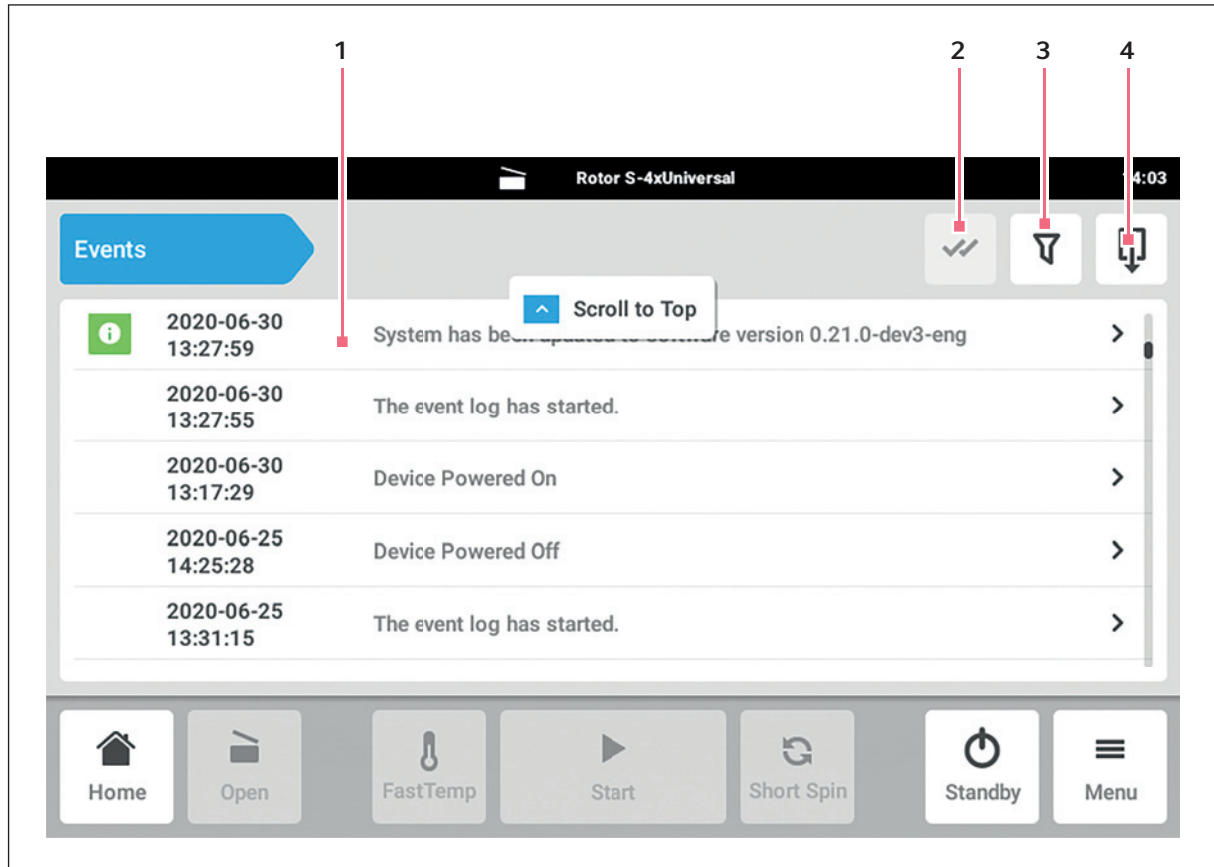 1 2 3 4
Rotor S-4xUniversal 14:03
Events
Scroll to Top
2020-06-30
13:27:59
System has been updated to software version 0.21.0-dev3-eng
2020-06-30
13:27:55
The event log has started.
2020-06-30
13:17:29
Device Powered On
2020-06-25
14:25:28
Device Powered Off
2020-06-25
13:31:15
The event log has started.
Home Open FastTemp Start Short Spin Standby Menu